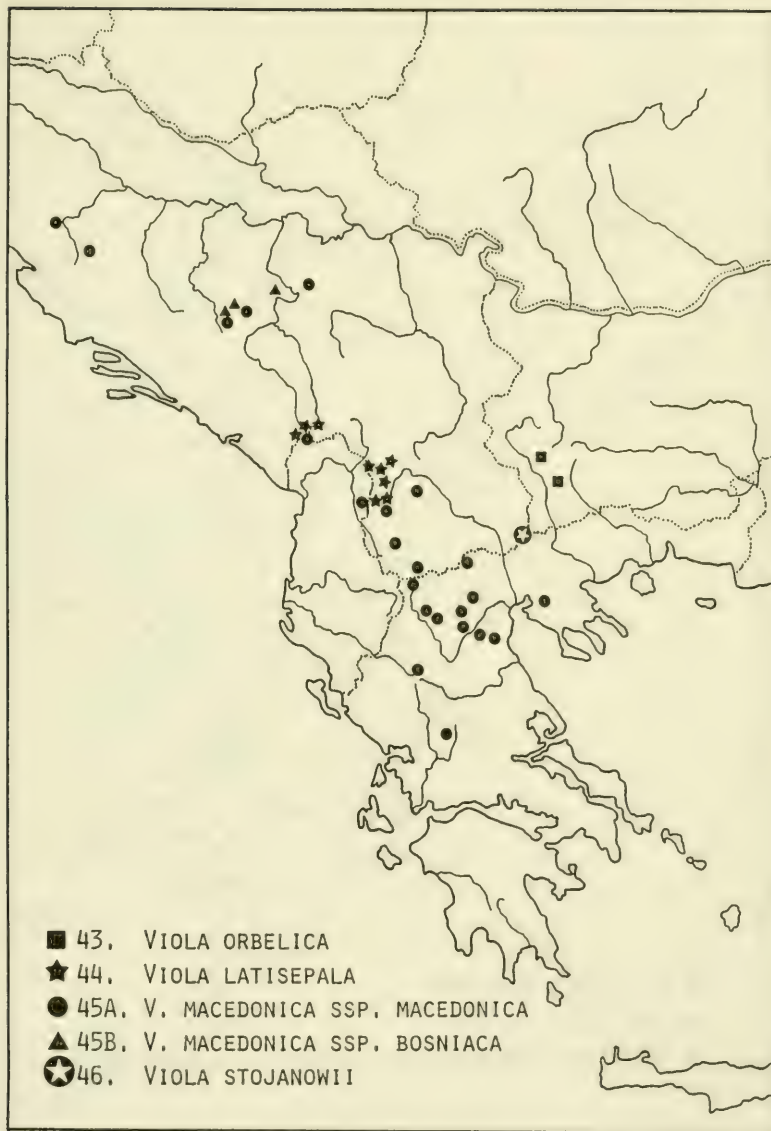 43. VIOLA ORBELICA
44. VIOLA LATISEPALA
45A. V. MACEDONICA SSP. MACEDONICA
45B. V. MACEDONICA SSP. BOSNIACA
46. VIOLA STOJANOWII